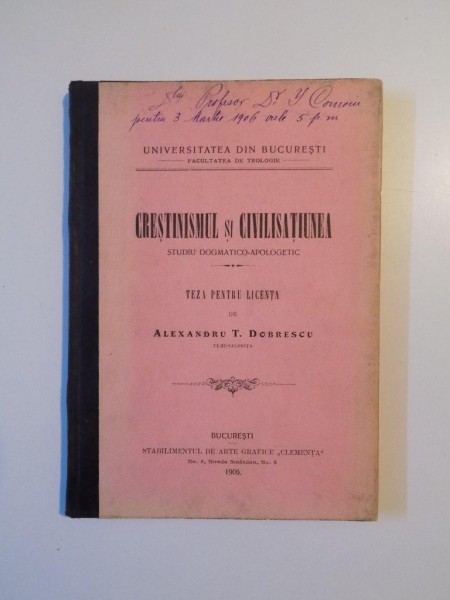 Dlui Profesor Dr I Cornoiu
pentru 3 Martie 1906 orele 5 p. m
UNIVERSITATEA DIN BUCUREȘTI
FACULTATEA DE TEOLOGIE
CREȘTINISMUL ȘI CIVILISAȚIUNEA
STUDIU DOGMATICO-APOLOGETIC
TEZA PENTRU LICENȚA
DE
ALEXANDRU T. DOBRESCU
BUCUREȘTI
STABILIMENTUL DE ARTE GRAFICE „CLEMENȚA"
1906.